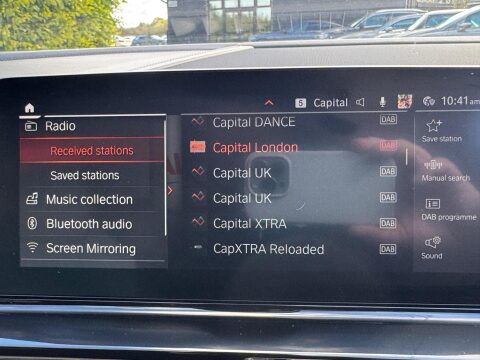 5 Capital 10:41 am
Radio
Received stations
Saved stations
Music collection
Bluetooth audio
Screen Mirroring
Capital DANCE DAB
Capital London DAB
Capital UK DAB
Capital UK DAB
Capital XTRA DAB
CapXTRA Reloaded DAB
Save station
Manual search
DAB programme
Sound